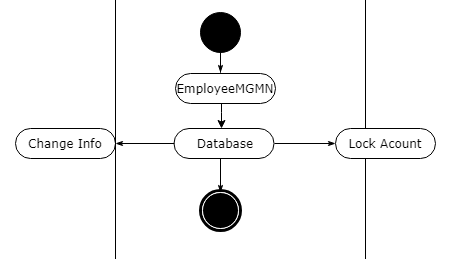 EmployeeMGMN
Change Info
Database
Lock Acount